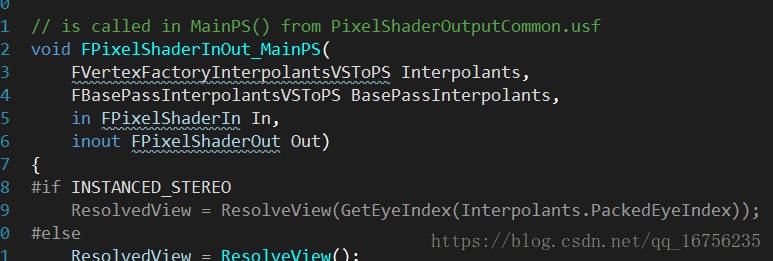 0
1 // is called in MainPS() from PixelShaderOutputCommon.usf
2 void FPixelShaderInOut_MainPS(
3 FVertexFactoryInterpolantsVSToPS Interpolants,
4 FBasePassInterpolantsVSToPS BasePassInterpolants,
5 in FPixelShaderIn In,
6 inout FPixelShaderOut Out)
7 {
8 #if INSTANCED_STEREO
9 ResolvedView = ResolveView(GetEyeIndex(Interpolants.PackedEyeIndex));
0 #else
1 ResolvedView = ResolveView();
https://blog.csdn.net/qq_16756235